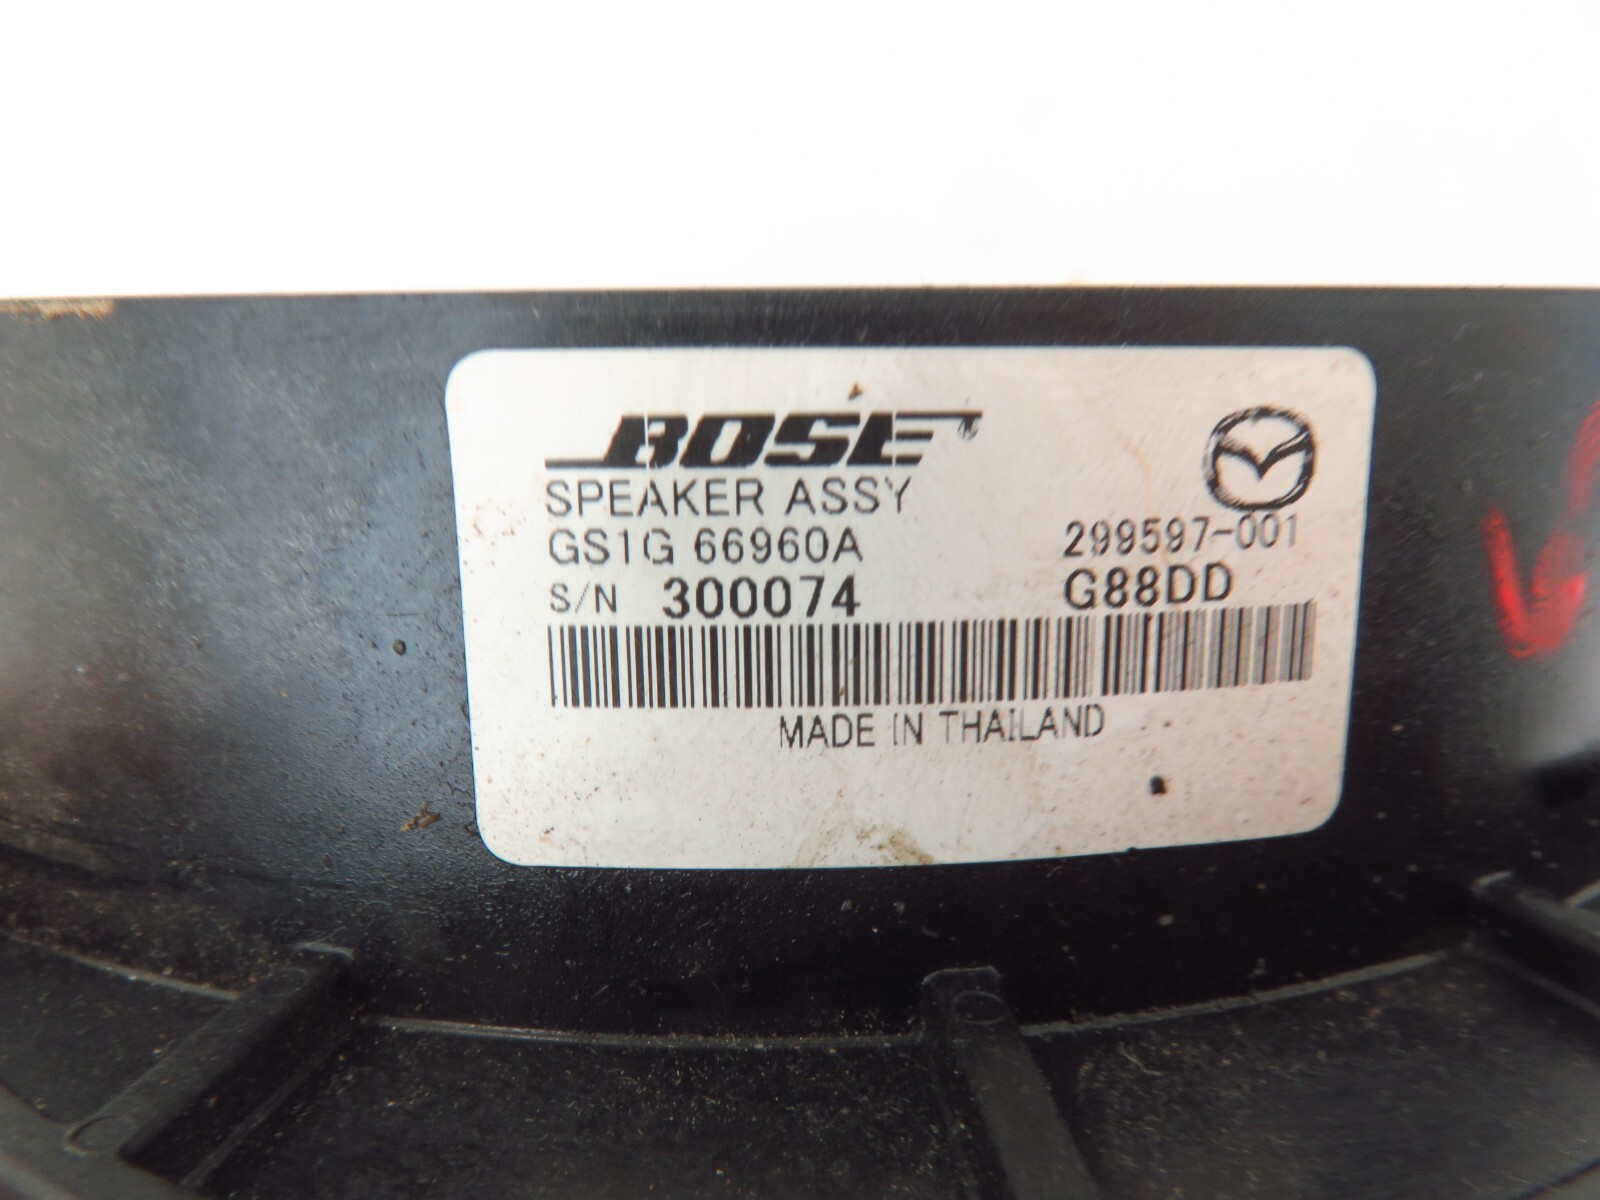 BOSE
SPEAKER ASSY
GS1G 66960A 299597-001
S/N 300074 G88DD
MADE IN THAILAND